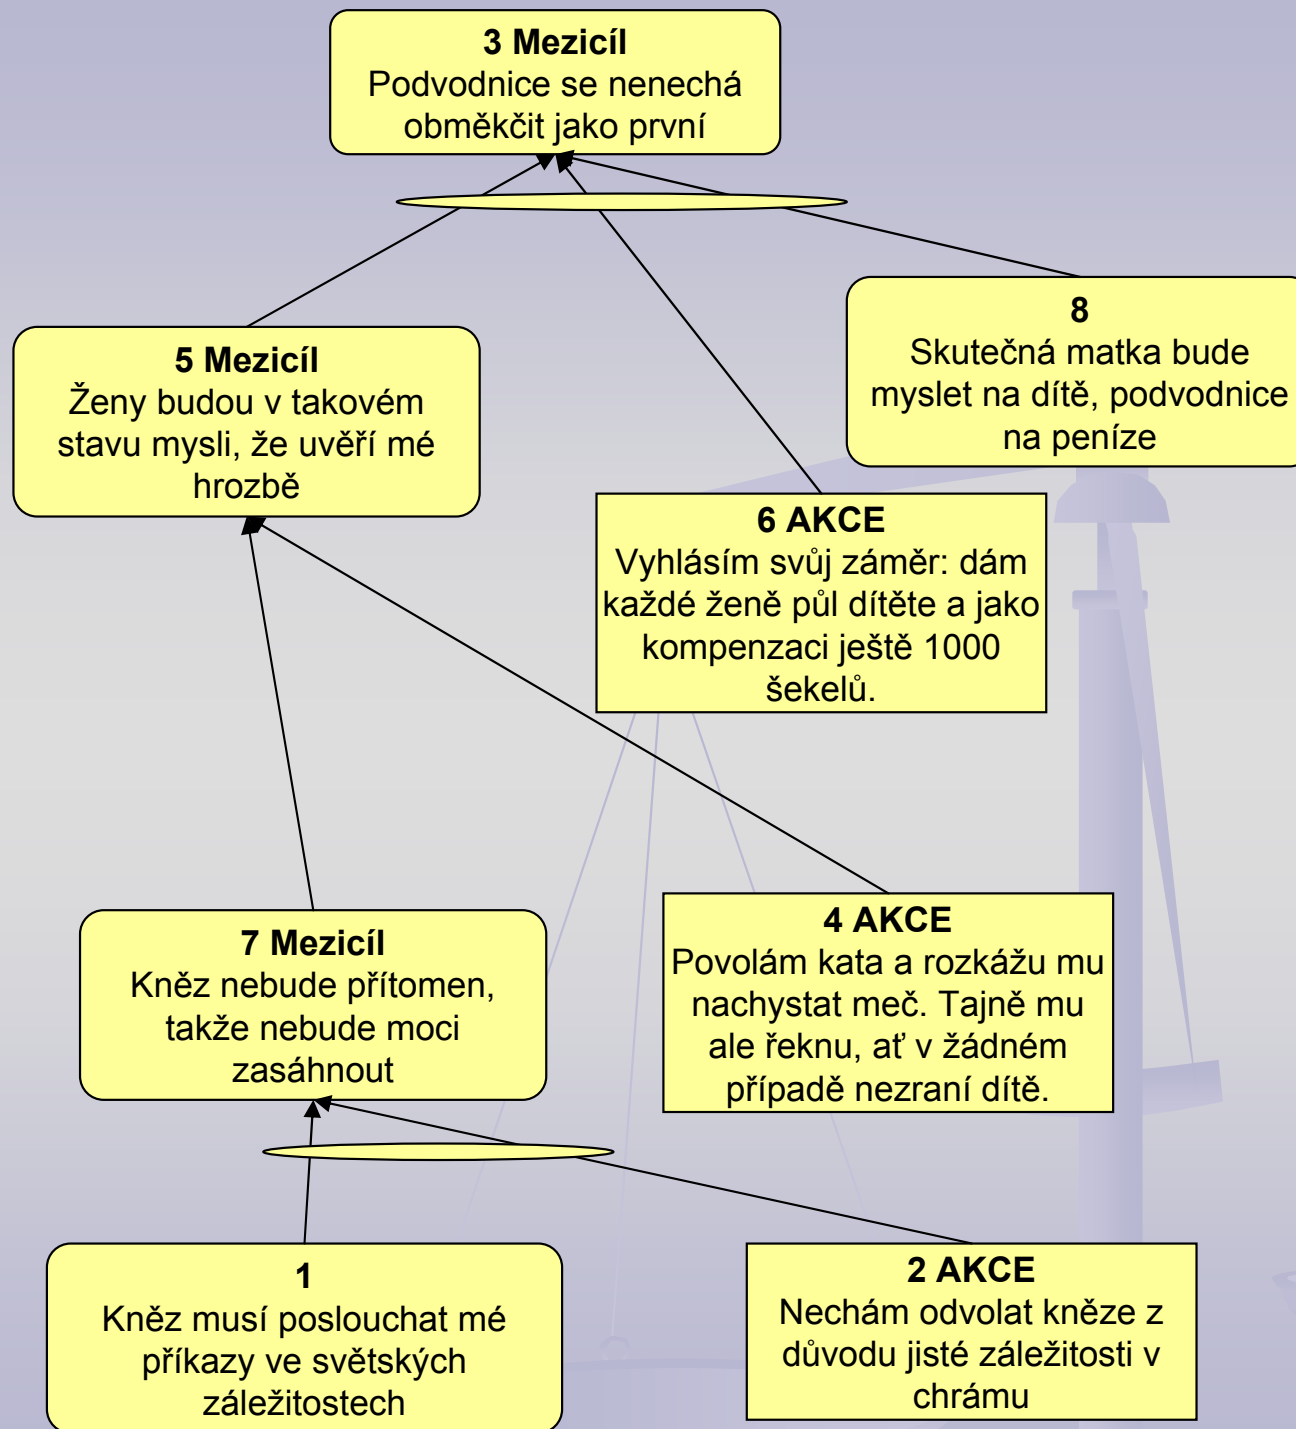 3 Mezicíl
Podvodnice se nenechá
obměkčit jako první
8
Skutečná matka bude
myslet na dítě, podvodnice
na peníze
5 Mezicíl
Ženy budou v takovém
stavu mysli, že uvěří mé
hrozbě
6 AKCE
Vyhlásím svůj záměr: dám
každé ženě půl dítěte a jako
kompenzaci ještě 1000
šekelů.
7 Mezicíl
Kněz nebude přítomen,
takže nebude moci
zasáhnout
4 AKCE
Povolám kata a rozkážu mu
nachystat meč. Tajně mu
ale řeknu, ať v žádném
případě nezraní dítě.
1
Kněz musí poslouchat mé
příkazy ve světských
záležitostech
2 AKCE
Nechám odvolat kněze z
důvodu jisté záležitosti v
chrámu